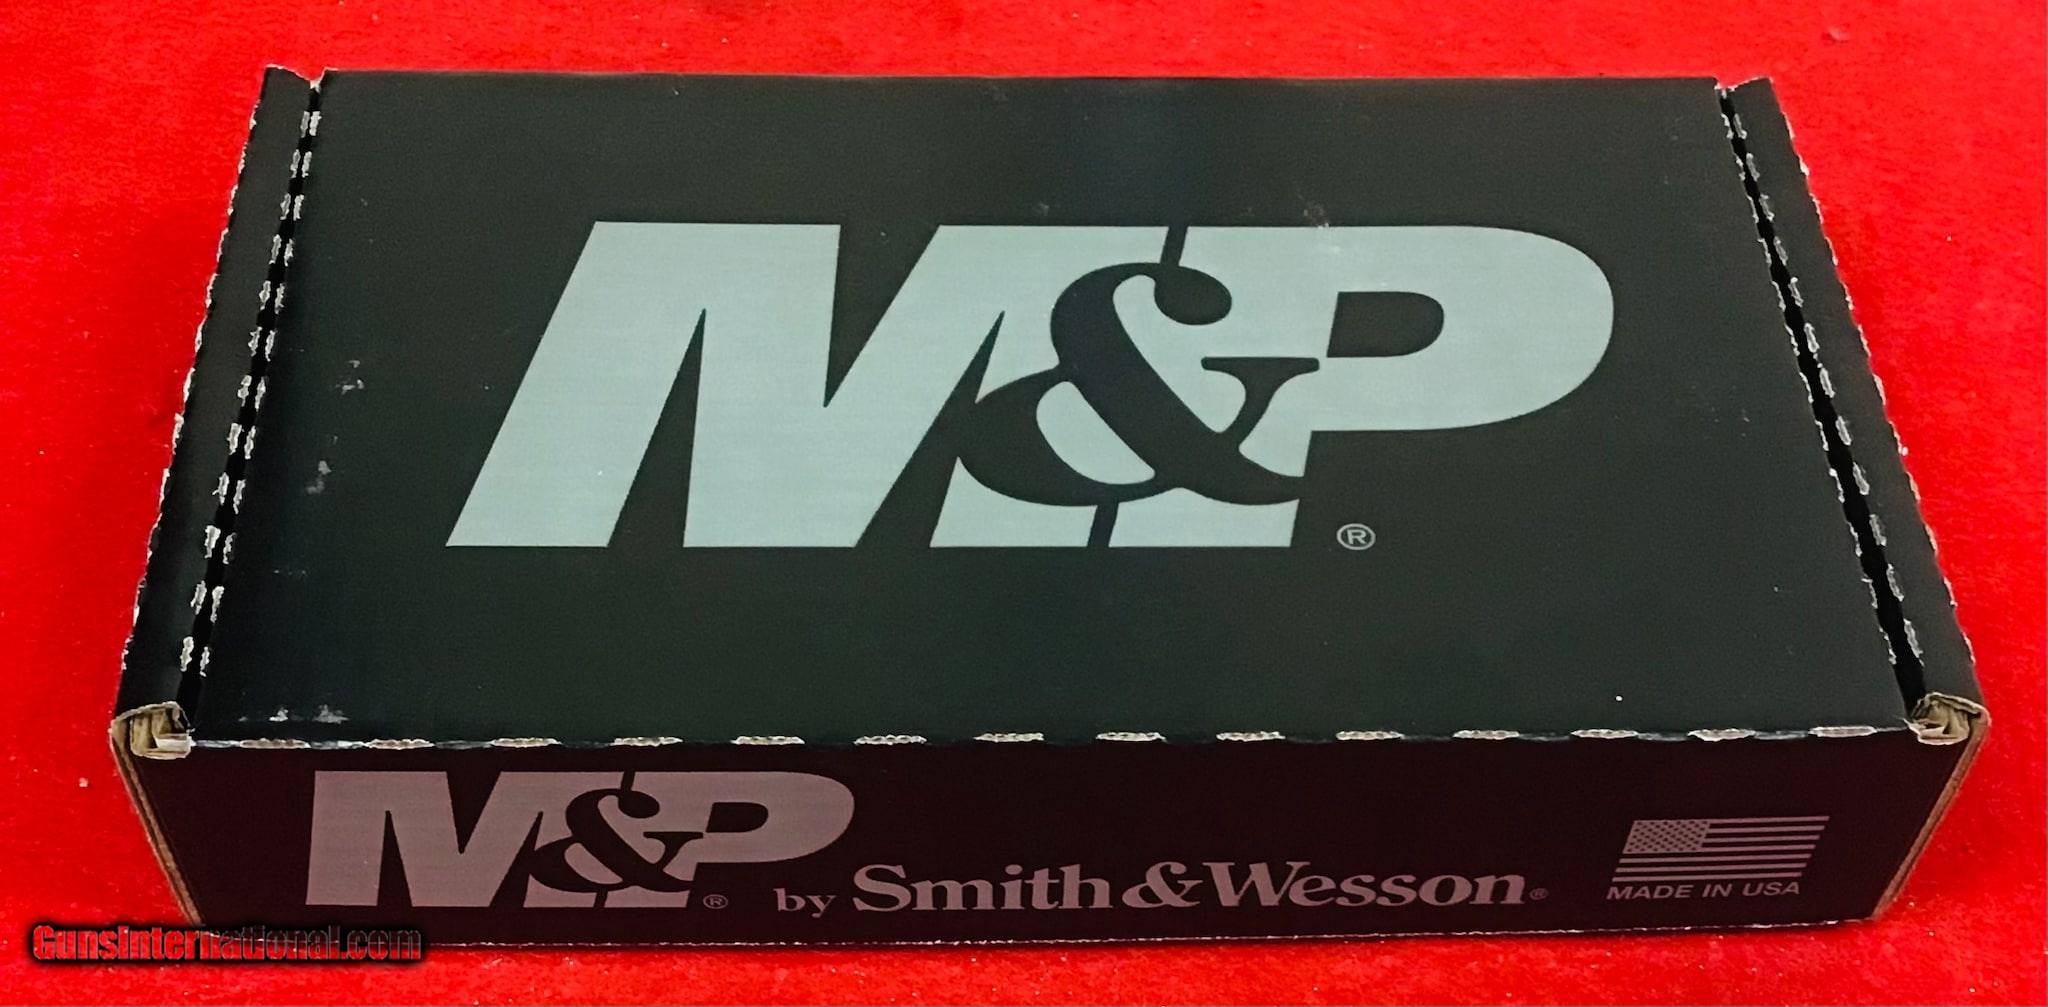 M&P®
M&P® by Smith & Wesson®
MADE IN USA
GunsInternational.com